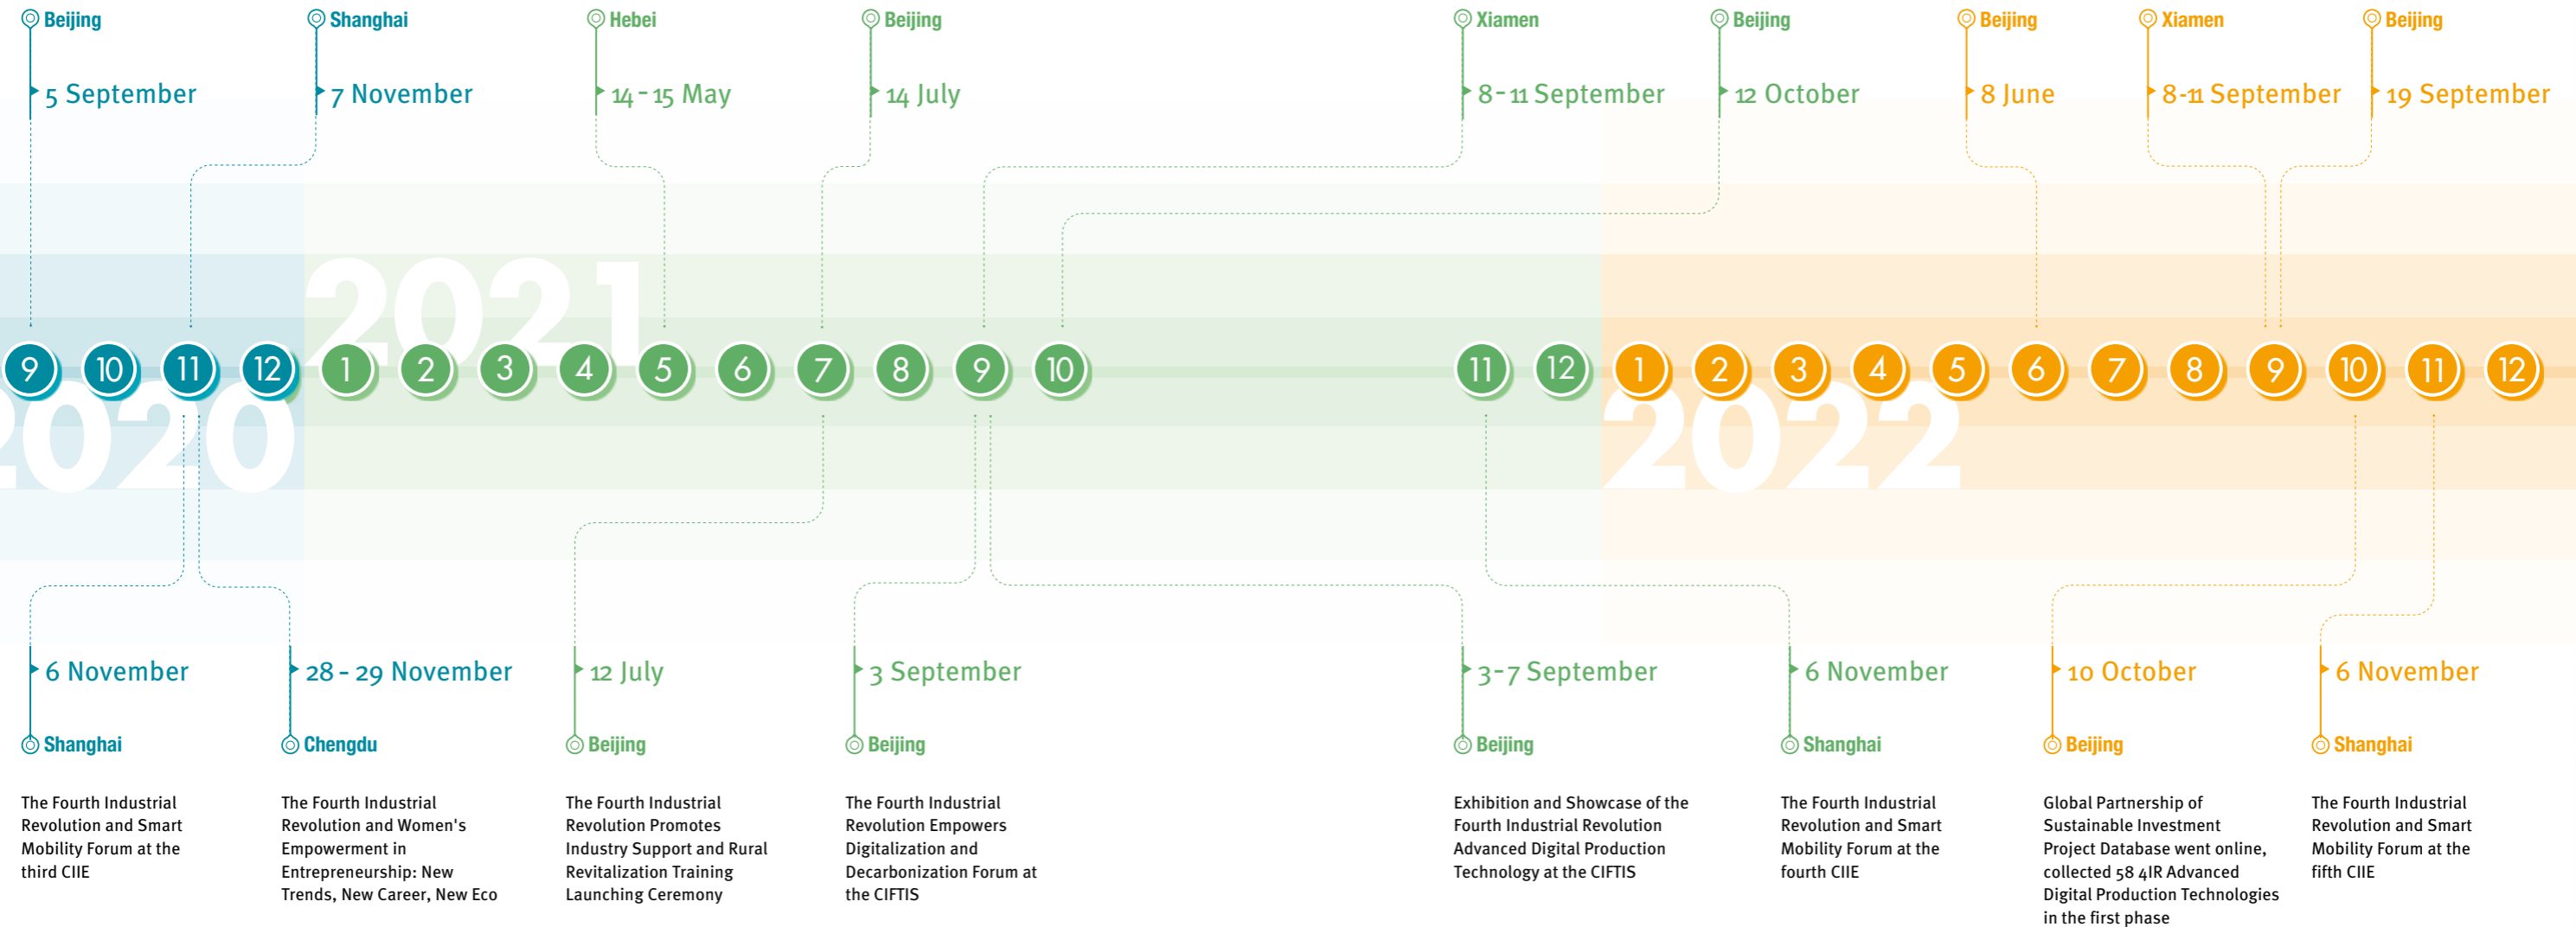 Beijing
Shanghai
Hebei
Beijing
Xiamen
Beijing
Beijing
Xiamen
Beijing
5 September
7 November
14 - 15 May
14 July
8 - 11 September
12 October
8 June
8-11 September
19 September
2021
9 10 11 12 1 2 3 4 5 6 7 8 9 10 11 12 1 2 3 4 5 6 7 8 9 10 11 12
2020
2022
6 November
Shanghai
The Fourth Industrial
Revolution and Smart
Mobility Forum at the
third CIIE
28 - 29 November
Chengdu
The Fourth Industrial
Revolution and Women's
Empowerment in
Entrepreneurship: New
Trends, New Career, New Eco
12 July
Beijing
The Fourth Industrial
Revolution Promotes
Industry Support and Rural
Revitalization Training
Launching Ceremony
3 September
Beijing
The Fourth Industrial
Revolution Empowers
Digitalization and
Decarbonization Forum at
the CIFTIS
3 - 7 September
Beijing
Exhibition and Showcase of the
Fourth Industrial Revolution
Advanced Digital Production
Technology at the CIFTIS
6 November
Shanghai
The Fourth Industrial
Revolution and Smart
Mobility Forum at the
fourth CIIE
10 October
Beijing
Global Partnership of
Sustainable Investment
Project Database went online,
collected 58 4IR Advanced
Digital Production Technologies
in the first phase
6 November
Shanghai
The Fourth Industrial
Revolution and Smart
Mobility Forum at the
fifth CIIE